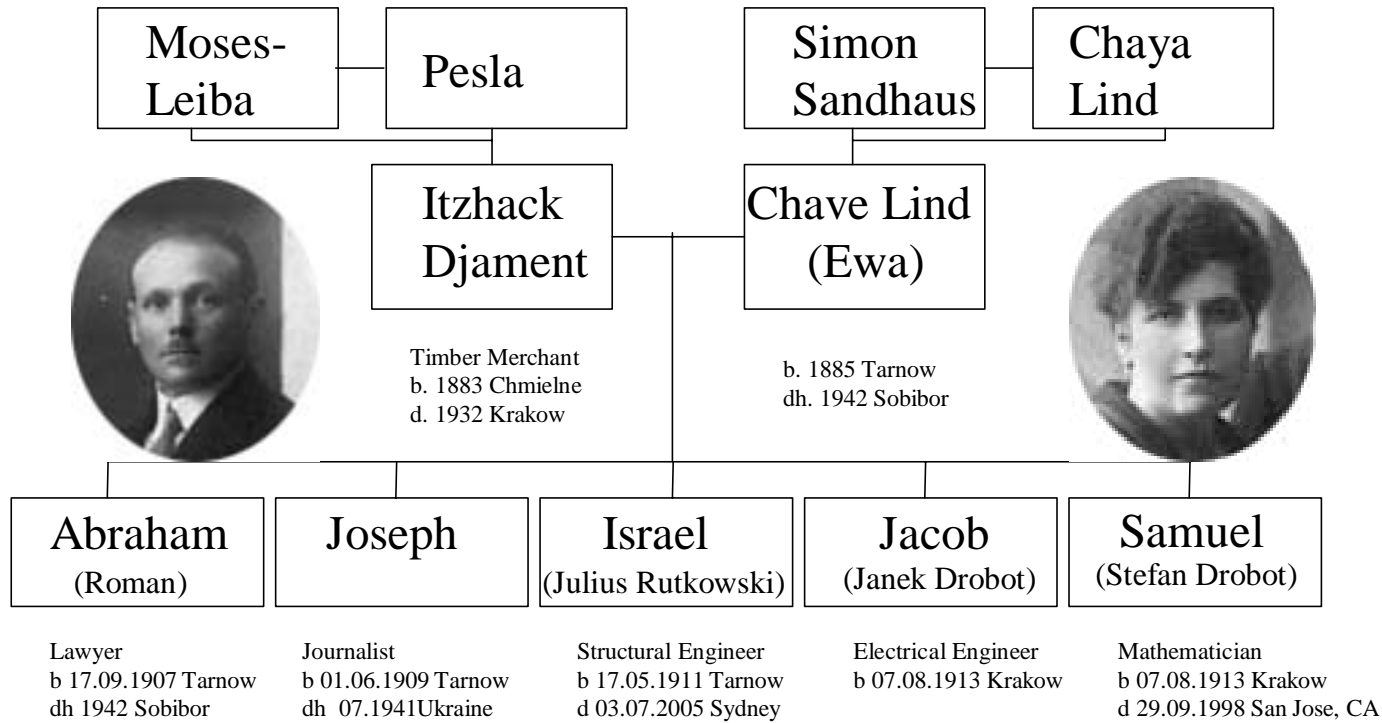 Moses-
Leiba
Pesla
Simon
Sandhaus
Chaya
Lind
Itzhack
Djament
Chave Lind
(Ewa)
Timber Merchant
b. 1883 Chmielne
d. 1932 Krakow
b. 1885 Tarnow
dh. 1942 Sobibor
Abraham
(Roman)
Joseph
Israel
(Julius Rutkowski)
Jacob
(Janek Drobot)
Samuel
(Stefan Drobot)
Lawyer
b 17.09.1907 Tarnow
dh 1942 Sobibor
Journalist
b 01.06.1909 Tarnow
dh  07.1941Ukraine
Structural Engineer
b 17.05.1911 Tarnow
d 03.07.2005 Sydney
Electrical Engineer
b 07.08.1913 Krakow
Mathematician
b 07.08.1913 Krakow
d 29.09.1998 San Jose, CA